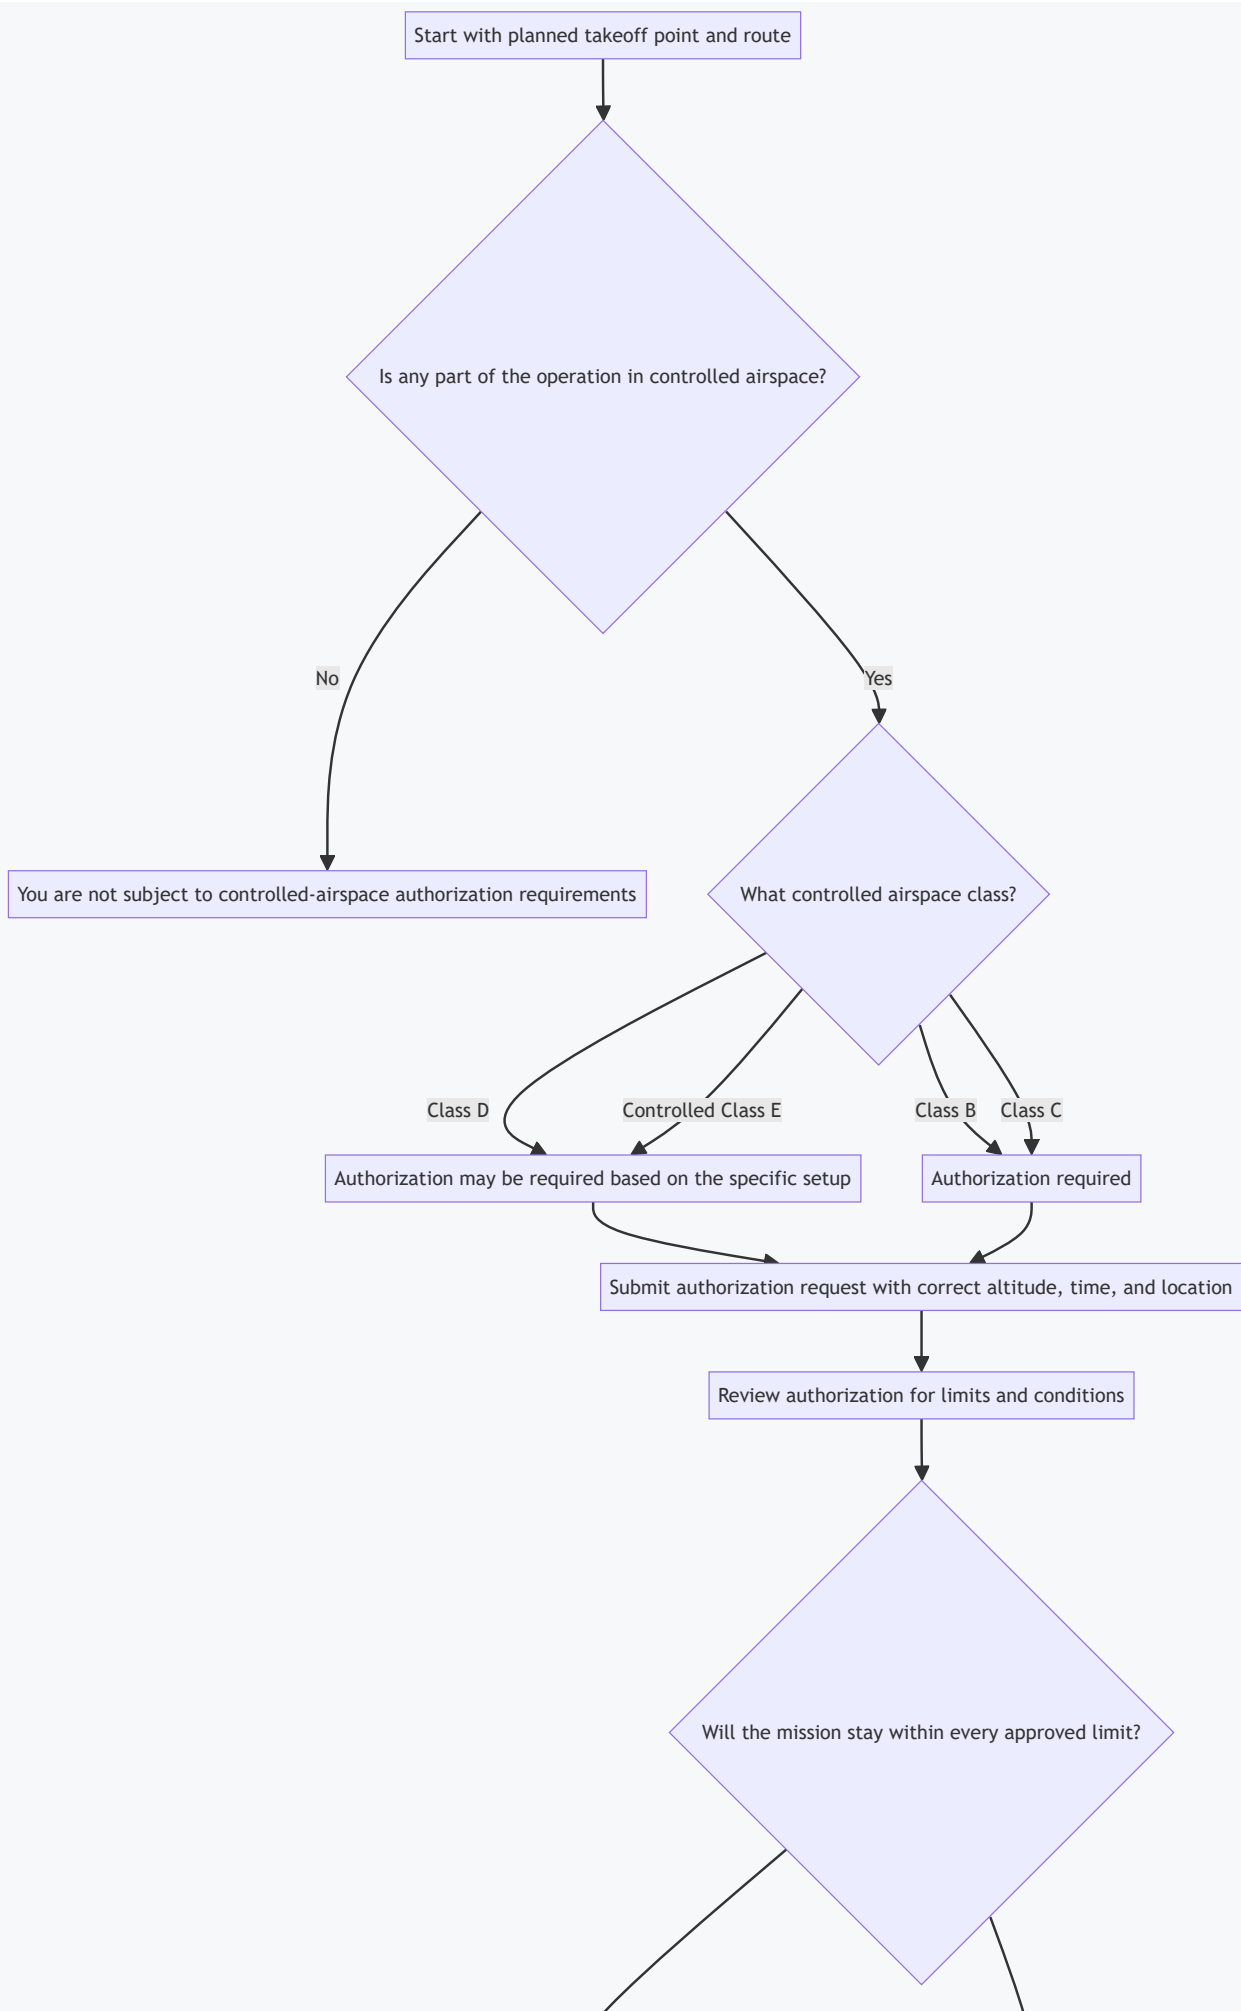 Start with planned takeoff point and route
Is any part of the operation in controlled airspace?
No
Yes
You are not subject to controlled-airspace authorization requirements
What controlled airspace class?
Class D
Controlled Class E
Class B
Class C
Authorization may be required based on the specific setup
Authorization required
Submit authorization request with correct altitude, time, and location
Review authorization for limits and conditions
Will the mission stay within every approved limit?